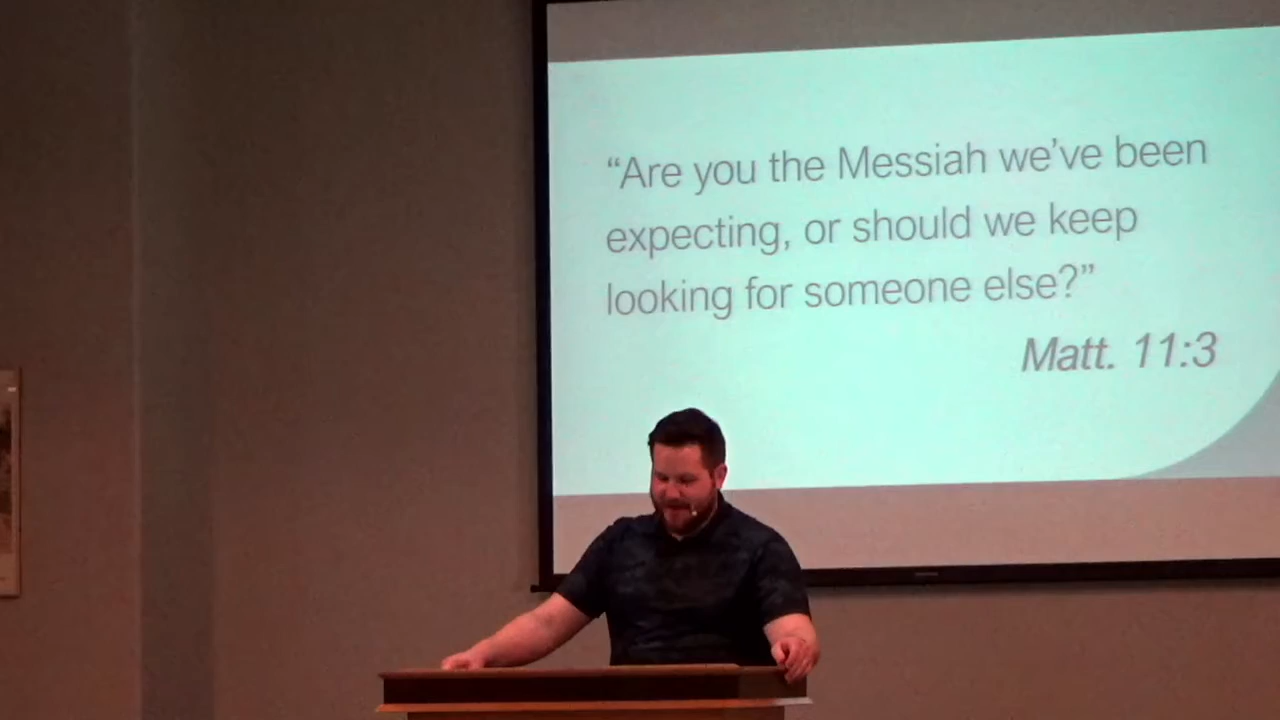 “Are you the Messiah we’ve been
expecting, or should we keep
looking for someone else?”
Matt. 11:3